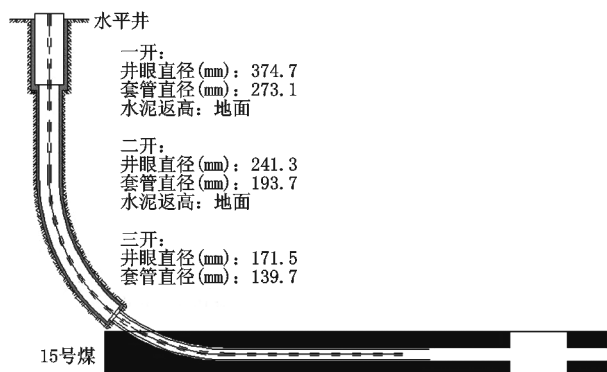 水平井
一开:
井眼直径(mm): 374.7
套管直径(mm): 273.1
水泥返高: 地面
二开:
井眼直径(mm): 241.3
套管直径(mm): 193.7
水泥返高: 地面
三开:
井眼直径(mm): 171.5
套管直径(mm): 139.7
15号煤